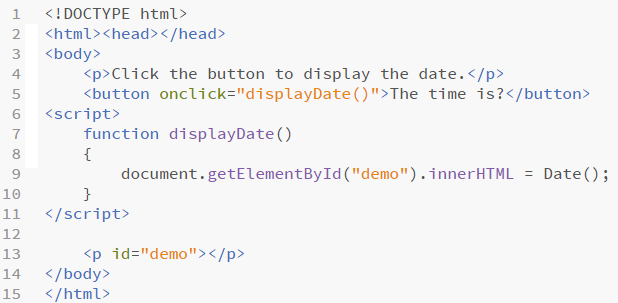 1 <!DOCTYPE html>
2 <html><head></head>
3 <body>
4     <p>Click the button to display the date.</p>
5     <button onclick="displayDate()">The time is?</button>
6 <script>
7     function displayDate()
8     {
9         document.getElementById("demo").innerHTML = Date();
10     }
11 </script>
12
13     <p id="demo"></p>
14 </body>
15 </html>